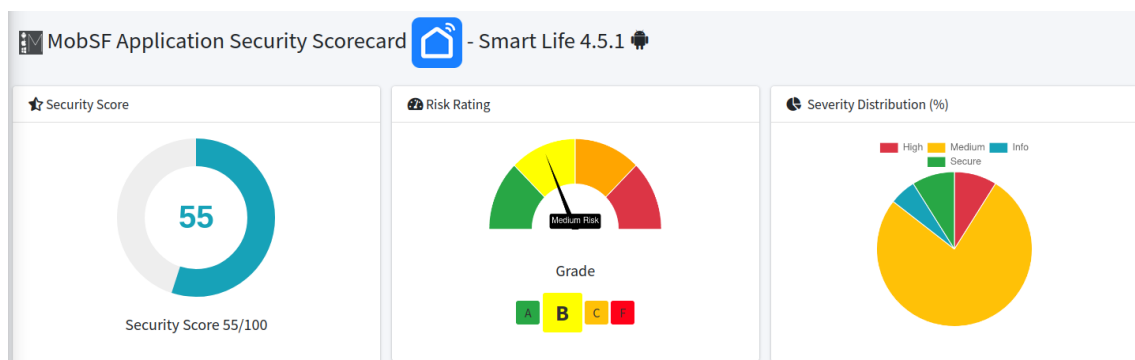 MobSF Application Security Scorecard - Smart Life 4.5.1
Security Score
55
Security Score 55/100
Risk Rating
Medium Risk
Grade
A B C F
Severity Distribution (%)
High Medium Info
Secure